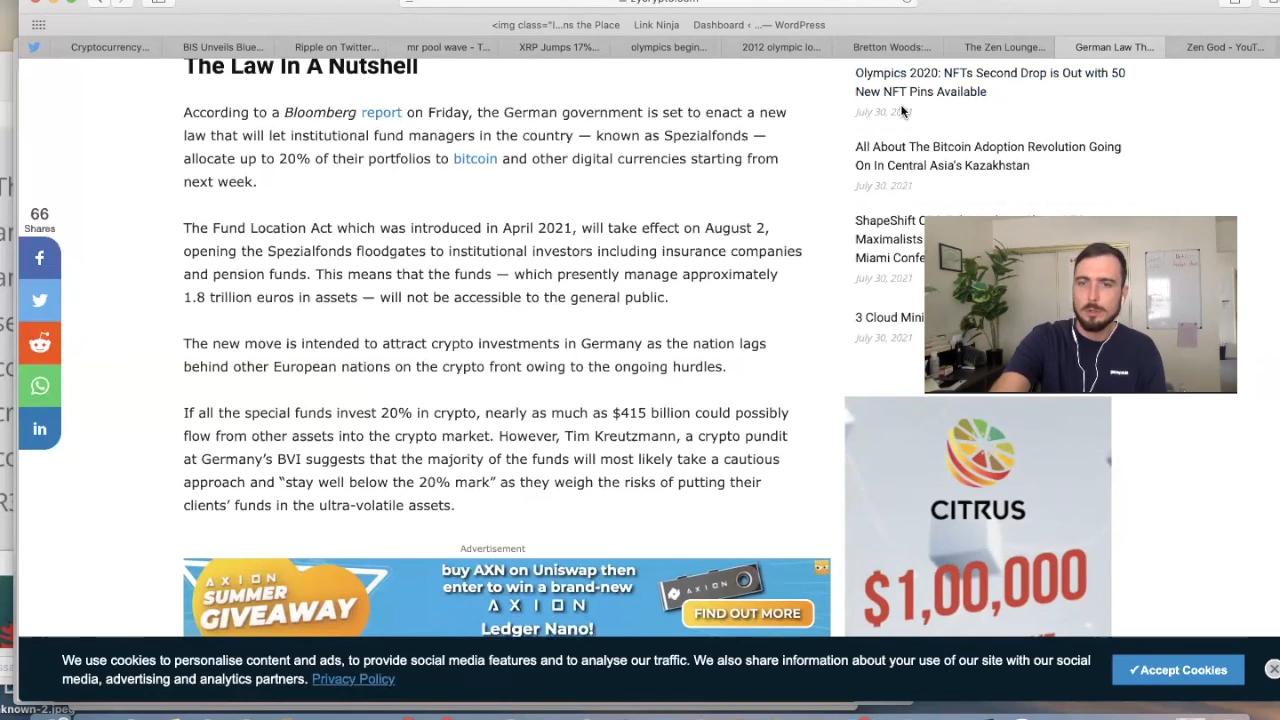 <img class="I...ns the Place
Link Ninja
Dashboard ‹ ...— WordPress
Cryptocurrency...
BIS Unveils Blue...
Ripple on Twitter...
mr pool wave - T...
XRP Jumps 17%...
olympics begin...
2012 olympic lo...
Bretton Woods:...
The Zen Lounge...
German Law Th...
Zen God - YouT...
The Law In A Nutshell
According to a Bloomberg report on Friday, the German government is set to enact a new
law that will let institutional fund managers in the country — known as Spezialfonds —
allocate up to 20% of their portfolios to bitcoin and other digital currencies starting from
next week.
The Fund Location Act which was introduced in April 2021, will take effect on August 2,
opening the Spezialfonds floodgates to institutional investors including insurance companies
and pension funds. This means that the funds — which presently manage approximately
1.8 trillion euros in assets — will not be accessible to the general public.
The new move is intended to attract crypto investments in Germany as the nation lags
behind other European nations on the crypto front owing to the ongoing hurdles.
If all the special funds invest 20% in crypto, nearly as much as $415 billion could possibly
flow from other assets into the crypto market. However, Tim Kreutzmann, a crypto pundit
at Germany’s BVI suggests that the majority of the funds will most likely take a cautious
approach and “stay well below the 20% mark” as they weigh the risks of putting their
clients’ funds in the ultra-volatile assets.
66
Shares
Olympics 2020: NFTs Second Drop is Out with 50
New NFT Pins Available
July 30, 2021
All About The Bitcoin Adoption Revolution Going
On In Central Asia’s Kazakhstan
July 30, 2021
ShapeShift
Maximalists
Miami
July 30, 2021
3 Cloud
July 30, 2021
CITRUS
$1,00,000
Advertisement
AXION
SUMMER
GIVEAWAY
buy AXN on Uniswap then
enter to win a brand-new
AXION
Ledger Nano!
AXION
FIND OUT MORE
We use cookies to personalise content and ads, to provide social media features and to analyse our traffic. We also share information about your use of our site with our social
media, advertising and analytics partners. Privacy Policy
✓Accept Cookies
known-2.jpeg